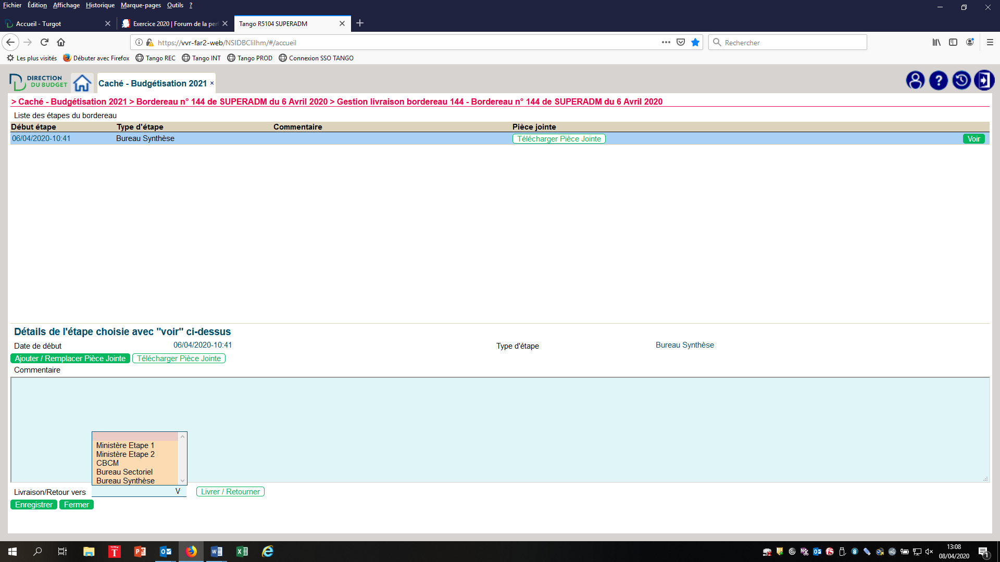 Fichier Édition Affichage Historique Marque-pages Outils ?
Accueil - Turgot
Exercice 2020 | Forum de la per
Tango R5104 SUPERADM
https://vvr-far2-web/NSIDBCliIhm/#/accueil
Rechercher
Les plus visités
Débuter avec Firefox
Tango REC
Tango INT
Tango PROD
Connexion SSO TANGO
DIRECTION
DU BUDGET
Caché - Budgétisation 2021 ×
> Caché - Budgétisation 2021 > Bordereau n° 144 de SUPERADM du 6 Avril 2020 > Gestion livraison bordereau 144 - Bordereau n° 144 de SUPERADM du 6 Avril 2020
Liste des étapes du bordereau
Début étape Type d'étape Commentaire Pièce jointe
06/04/2020-10:41 Bureau Synthèse Télécharger Pièce Jointe Voir
Détails de l'étape choisie avec "voir" ci-dessus
Date de début 06/04/2020-10:41 Type d'étape Bureau Synthèse
Ajouter / Remplacer Pièce Jointe Télécharger Pièce Jointe
Commentaire
Ministère Etape 1
Ministère Etape 2
CBCM
Bureau Sectoriel
Bureau Synthèse
Livraison/Retour vers V Livrer / Retourner
Enregistrer Fermer
13:08
08/04/2020